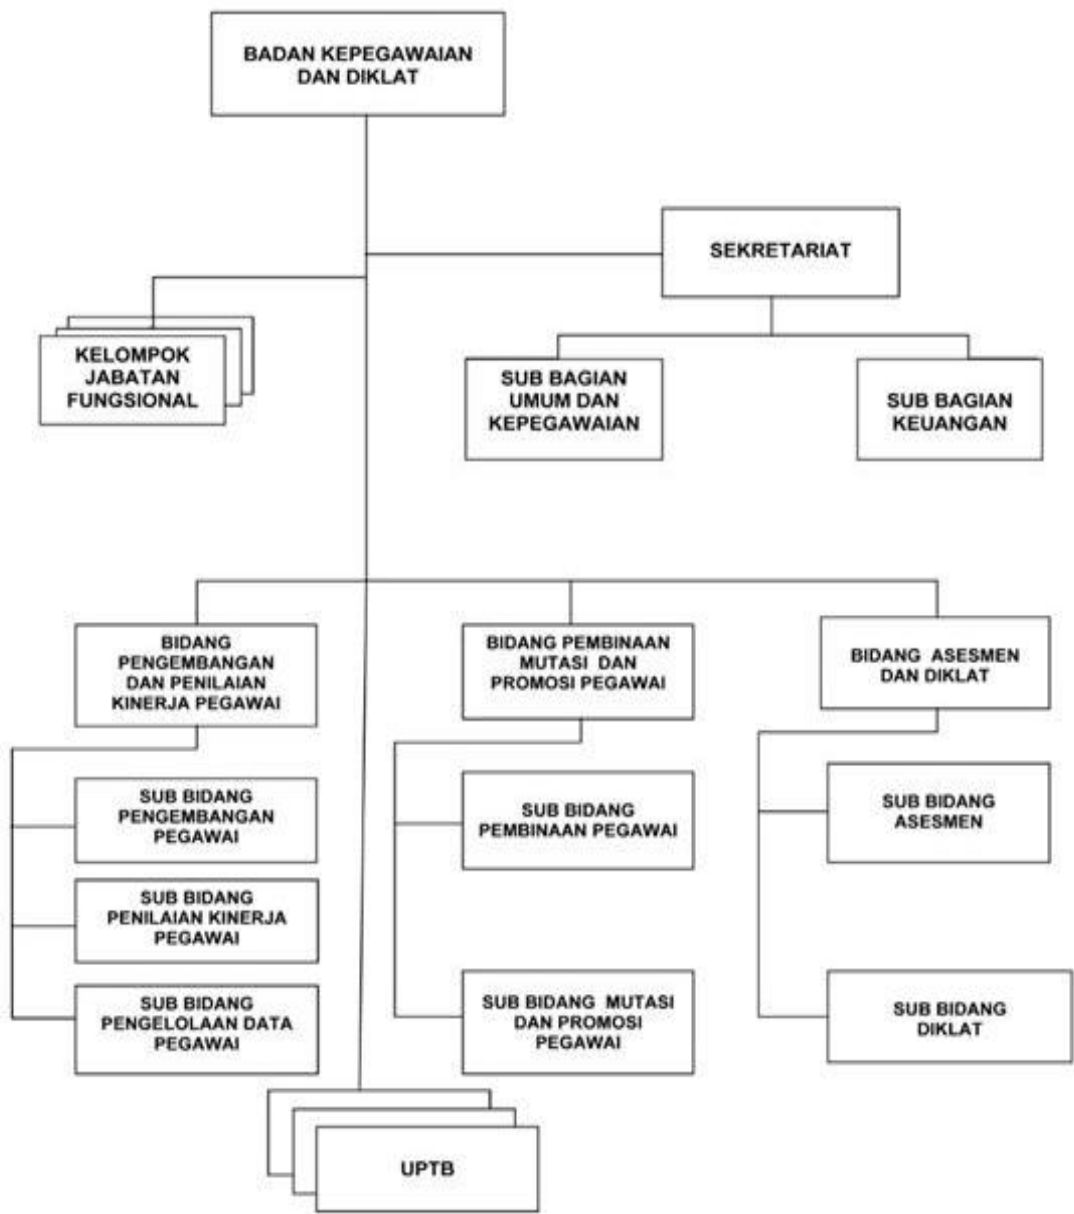 BADAN KEPEGAWAIAN
DAN DIKLAT
SEKRETARIAT
KELOMPOK
JABATAN
FUNGSIONAL
SUB BAGIAN
UMUM DAN
KEPEGAWAIAN
SUB BAGIAN
KEUANGAN
BIDANG
PENGEMBANGAN
DAN PENILAIAN
KINERJA PEGAWAI
BIDANG PEMBINAAN
MUTASI DAN
PROMOSI PEGAWAI
BIDANG ASESMEN
DAN DIKLAT
SUB BIDANG
PENGEMBANGAN
PEGAWAI
SUB BIDANG
PEMBINAAN PEGAWAI
SUB BIDANG
ASESMEN
SUB BIDANG
PENILAIAN KINERJA
PEGAWAI
SUB BIDANG
PENGELOLAAN DATA
PEGAWAI
SUB BIDANG MUTASI
DAN PROMOSI
PEGAWAI
SUB BIDANG
DIKLAT
UPTB